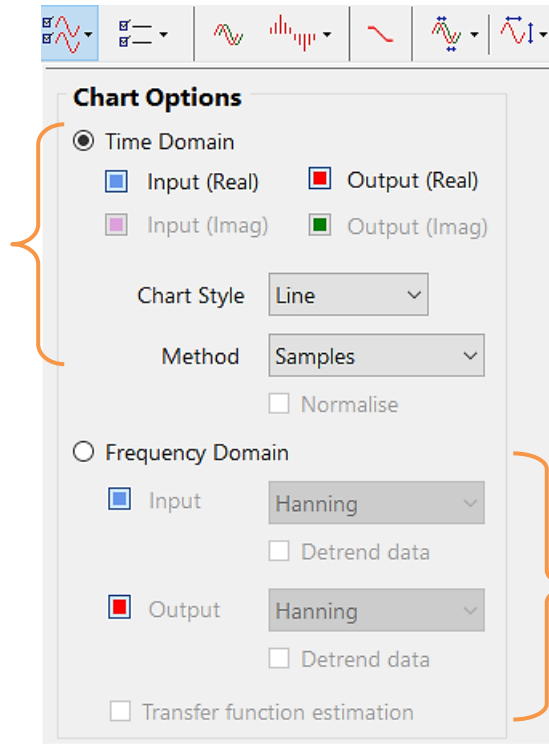 Chart Options
Time Domain
Input (Real) Output (Real)
Input (Imag) Output (Imag)
Chart Style Line
Method Samples
Normalise
Frequency Domain
Input Hanning
Detrend data
Output Hanning
Detrend data
Transfer function estimation